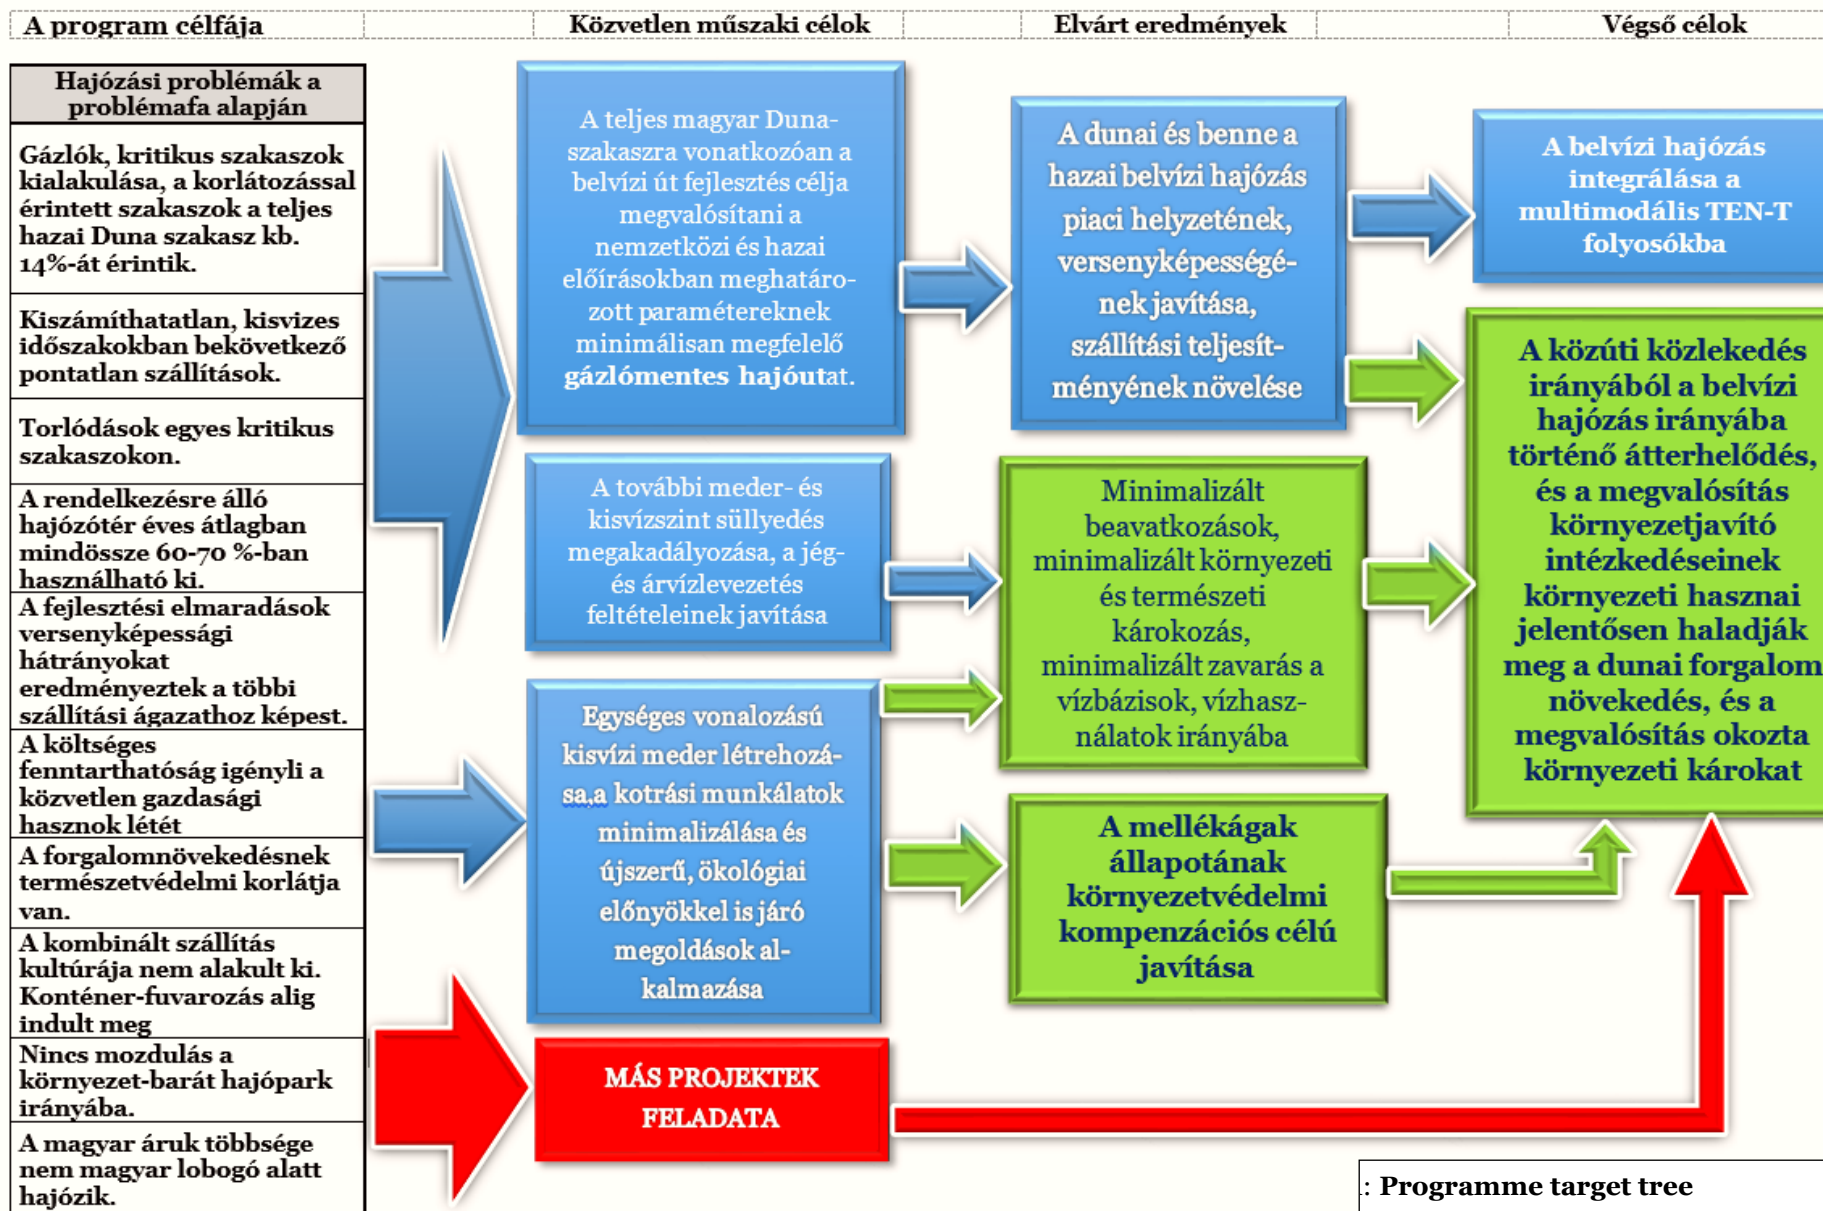 A program célfája
Közvetlen műszaki célok
Elvárt eredmények
Végső célok
Hajózási problémák a
problémafa alapján
Gázlók, kritikus szakaszok
kialakulása, a korlátozással
érintett szakaszok a teljes
hazai Duna szakasz kb.
14%-át érintik.
Kiszámíthatatlan, kisvizes
időszakokban bekövetkező
pontatlan szállítások.
Torlódások egyes kritikus
szakaszokon.
A rendelkezésre álló
hajózótér éves átlagban
mindössze 60-70 %-ban
használható ki.
A fejlesztési elmaradások
versenyképességi
hátrányokat
eredményeztek a többi
szállítási ágazathoz képest.
A költséges
fenntarthatóság igényli a
közvetlen gazdasági
hasznok létét
A forgalomnövekedésnek
természetvédelmi korlátja
van.
A kombinált szállítás
kultúrája nem alakult ki.
Konténer-fuvarozás alig
indult meg
Nincs mozdulás a
környezet-barát hajópark
irányába.
A magyar áruk többsége
nem magyar lobogó alatt
hajózik.
A teljes magyar Duna-
szakaszra vonatkozóan a
belvízi út fejlesztés célja
megvalósítani a
nemzetközi és hazai
előírásokban meghatáro-
zott paramétereknek
minimálisan megfelelő
gázlómentes hajóutat.
A további meder- és
kisvízszint süllyedés
megakadályozása, a jég-
és árvízlevezetés
feltételeinek javítása
Egységes vonalozású
kisvízi meder létrehozá-
sa,a kotrási munkálatok
minimalizálása és
újszerű, ökológiai
előnyökkel is járó
megoldások al-
kalmazása
MÁS PROJEKTEK
FELADATA
A dunai és benne a
hazai belvízi hajózás
piaci helyzetének,
versenyképességé-
nek javítása,
szállítási teljesít-
ményének növelése
Minimalizált
beavatkozások,
minimalizált környezeti
és természeti
károkozás,
minimalizált zavarás a
vízbázisok, vízhasz-
nálatok irányába
A mellékágak
állapotának
környezetvédelmi
kompenzációs célú
javítása
A belvízi hajózás
integrálása a
multimodális TEN-T
folyosókba
A közúti közlekedés
irányából a belvízi
hajózás irányába
történő átterhelődés,
és a megvalósítás
környezetjavító
intézkedéseinek
környezeti hasznai
jelentősen haladják
meg a dunai forgalom
növekedés, és a
megvalósítás okozta
környezeti károkat
: Programme target tree